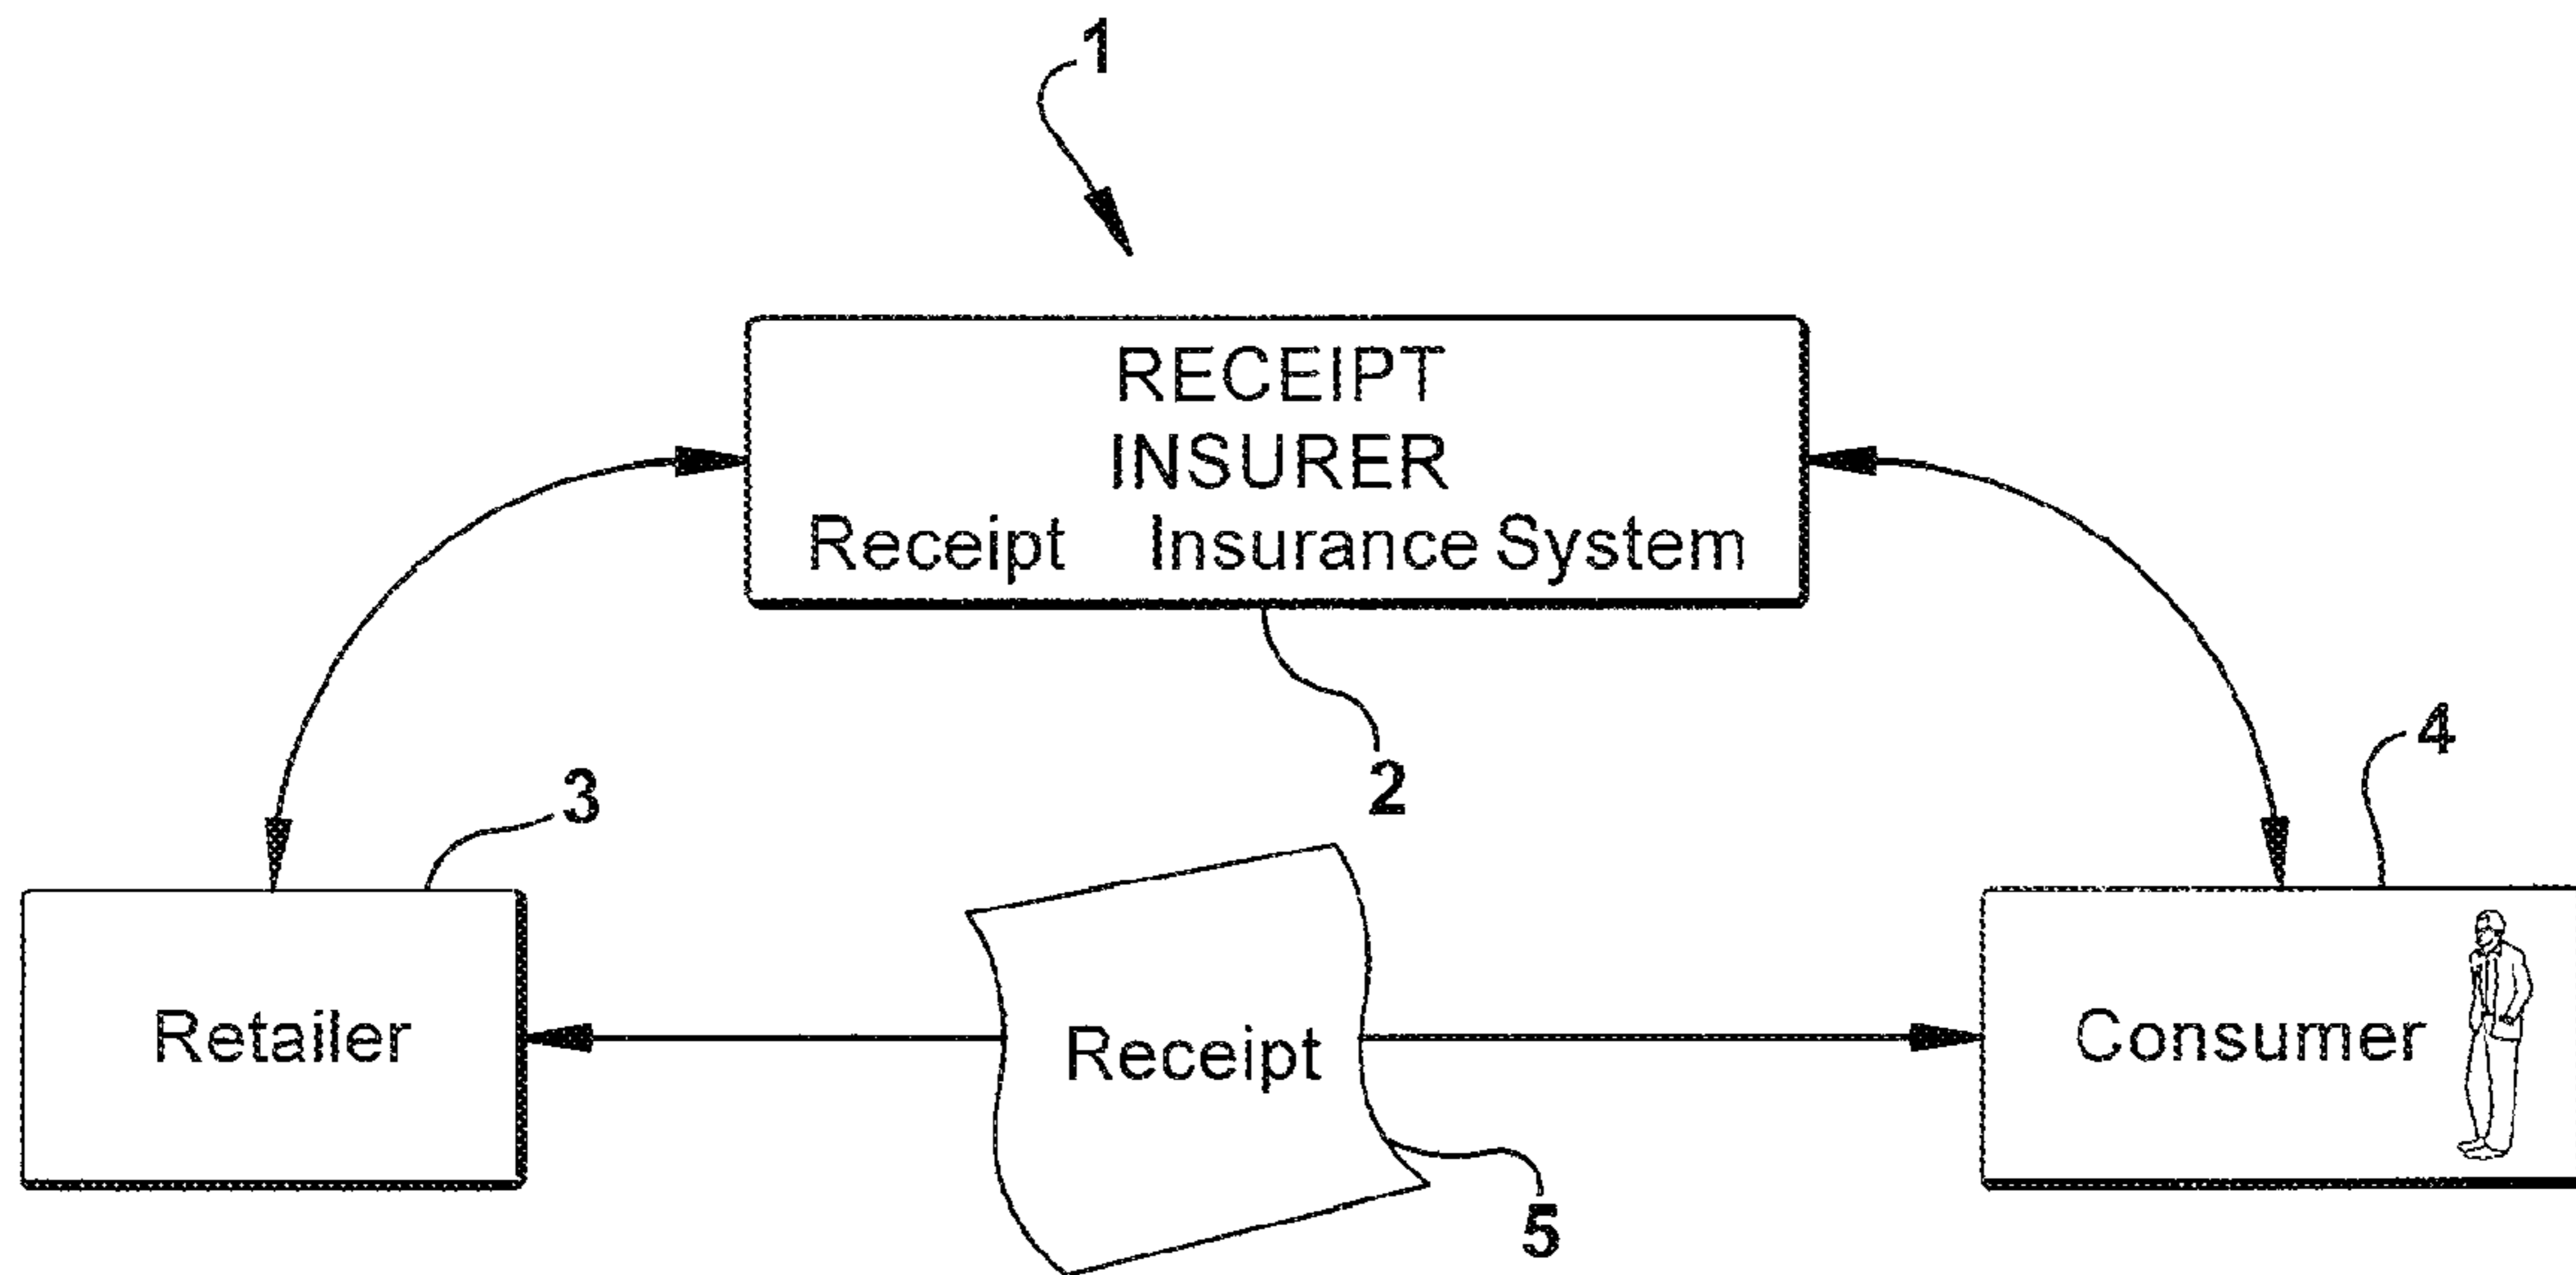 1
RECEIPT
INSURER
Receipt Insurance System
2
3
4
Retailer
Receipt
Consumer
5